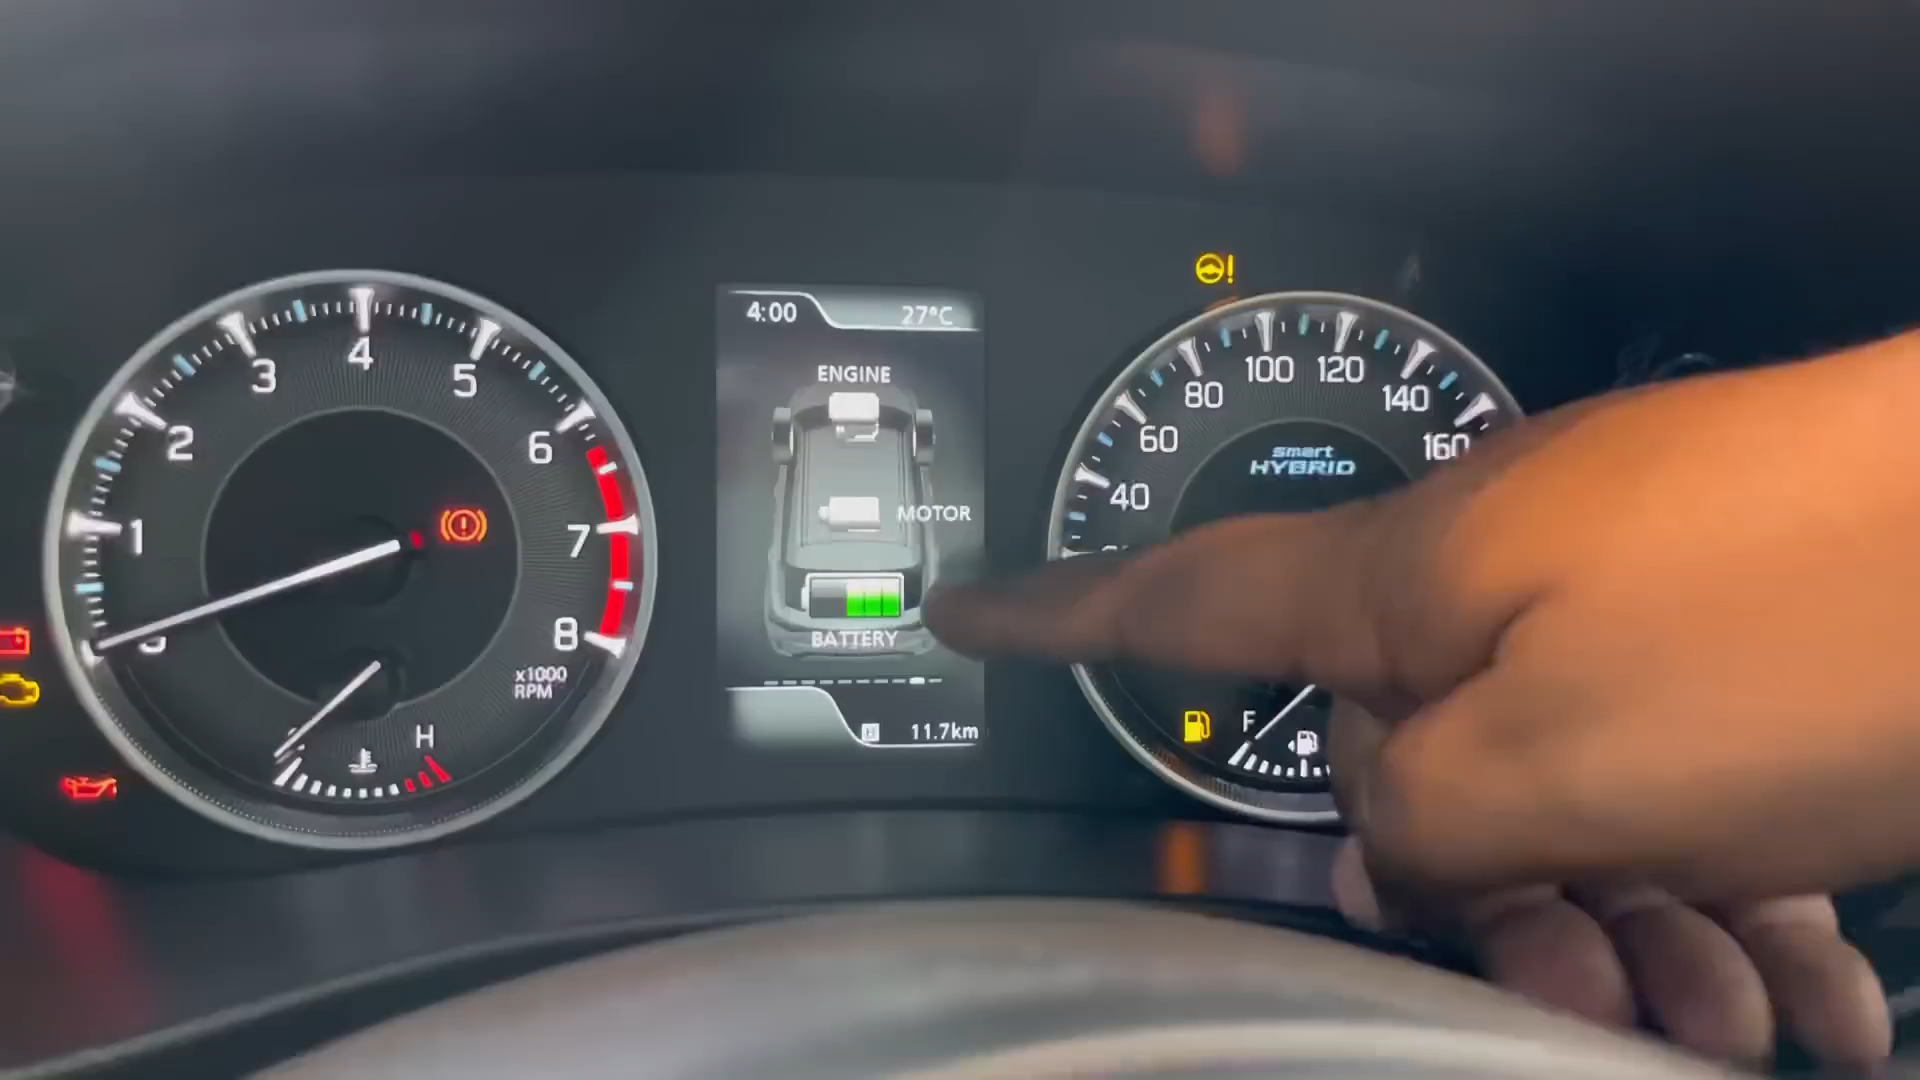 4:00 27°C
ENGINE
MOTOR
BATTERY
11.7km
1
2
3
4
5
6
7
8
x1000
RPM
H
40
60
80
100
120
140
160
smart
HYBRID
F